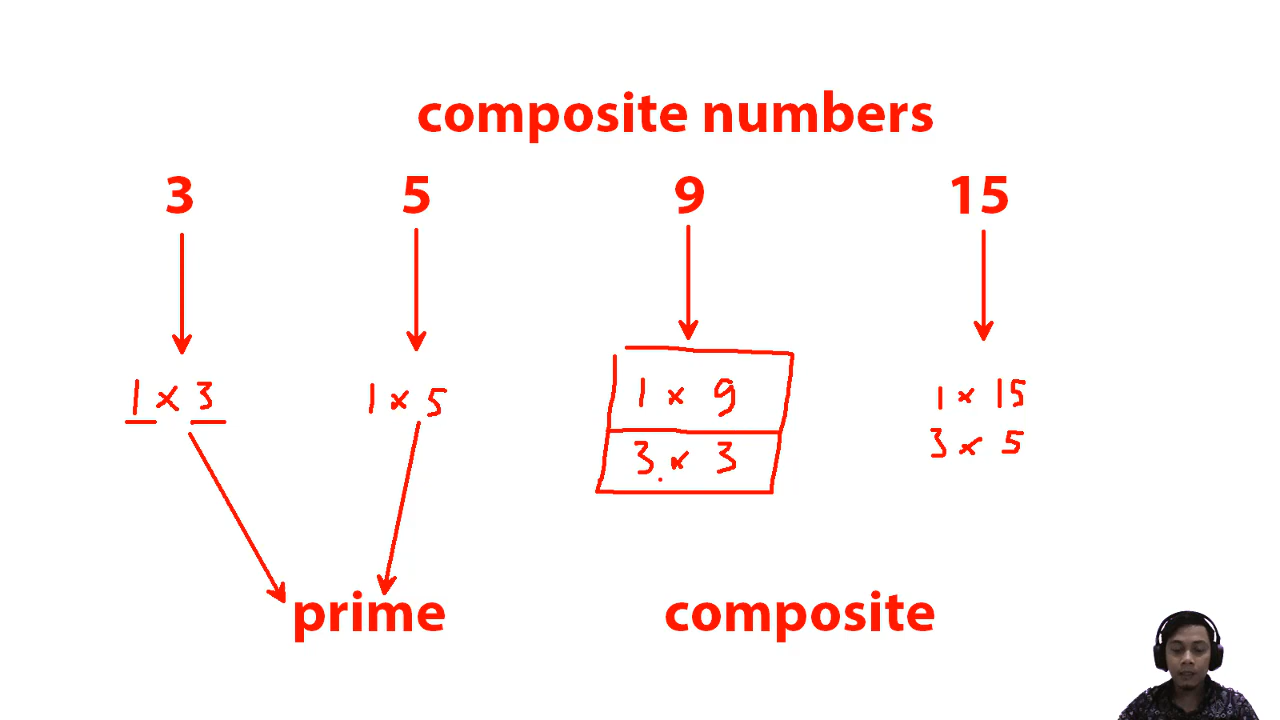 composite numbers
3 5 9 15
1 x 3 1 x 5 1 x 9 1 x 15
3 x 3 3 x 5
prime composite